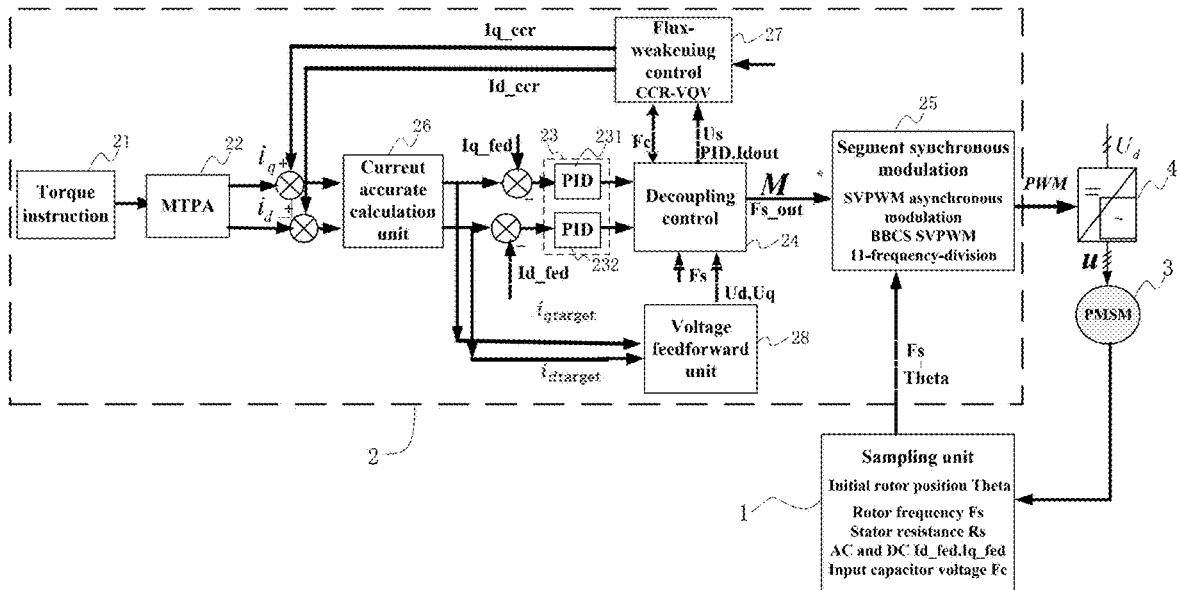 Iq_ccr
Id_ccr
Flux-
weakening
control
CCR-VQV
27
21
Torque
instruction
22
MTPA
i_q +
i_d +
26
Current
accurate
calculation
unit
Iq_fed
Id_fed
23
231
PID
PID
232
Fc
Us
PID.Idout
Decoupling
control
24
M
Fs_out
Fs
Ud,Uq
i_qtarget
i_dtarget
Voltage
feedforward
unit
28
25
Segment synchronous
modulation
SVPWM asynchronous
modulation
BBCS SVPWM
11-frequency-division
PWM
U_d
4
u
3
PMSM
Fs
Theta
2
1
Sampling unit
Initial rotor position Theta
Rotor frequency Fs
Stator resistance Rs
AC and DC Id_fed.Iq_fed
Input capacitor voltage Fc